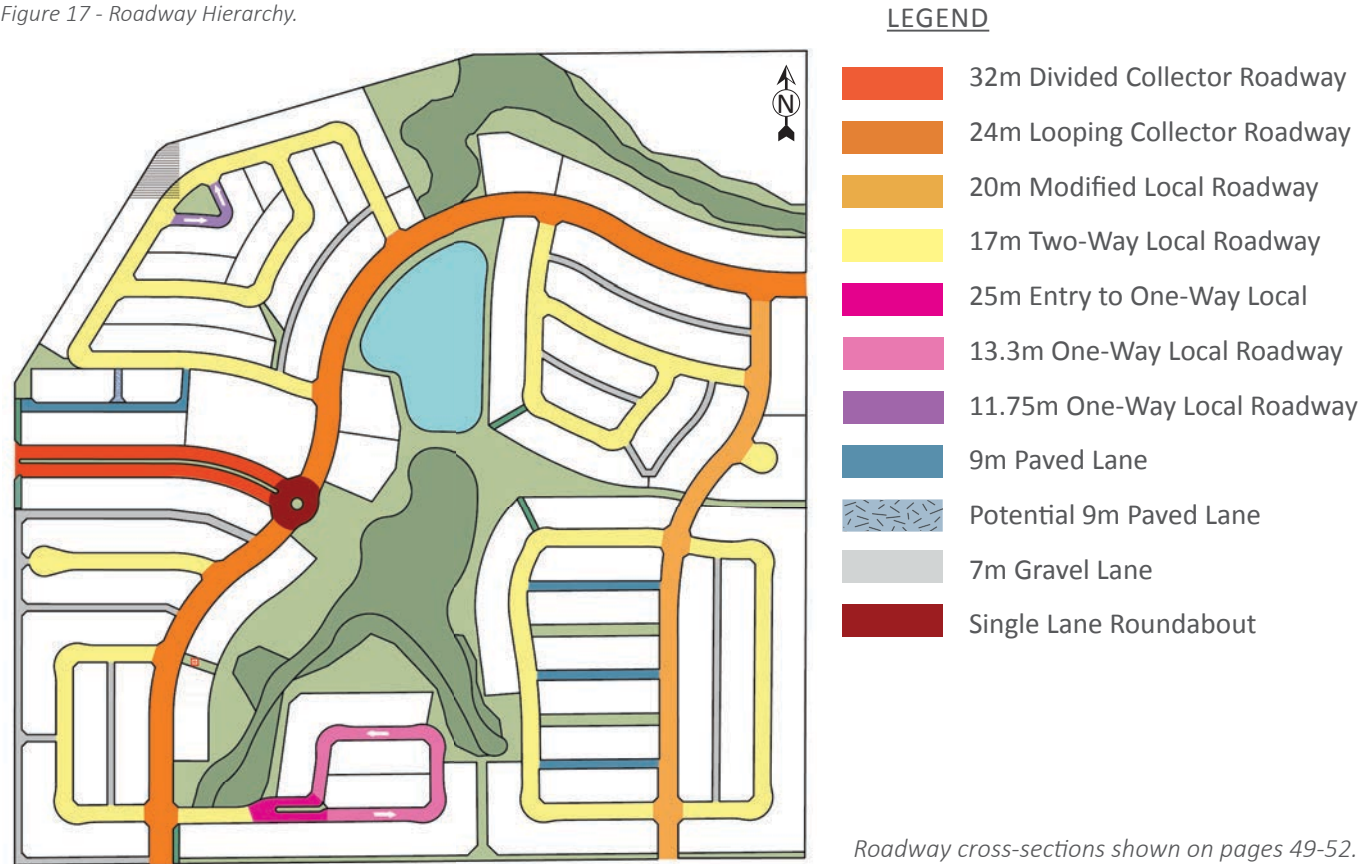 Figure 17 - Roadway Hierarchy.
LEGEND
N
32m Divided Collector Roadway
24m Looping Collector Roadway
20m Modified Local Roadway
17m Two-Way Local Roadway
25m Entry to One-Way Local
13.3m One-Way Local Roadway
11.75m One-Way Local Roadway
9m Paved Lane
Potential 9m Paved Lane
7m Gravel Lane
Single Lane Roundabout
Roadway cross-sections shown on pages 49-52.